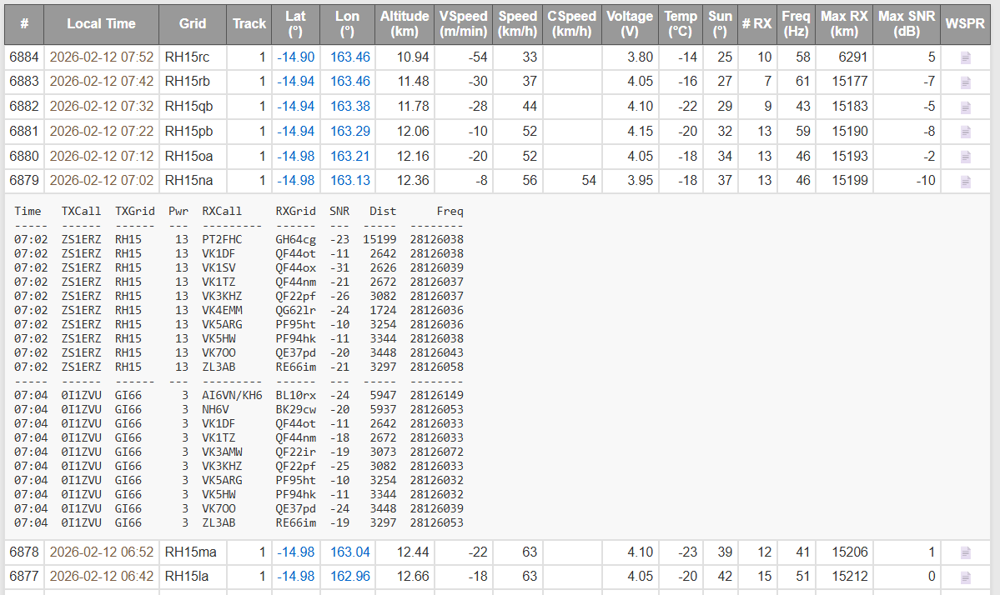 # Local Time Grid Track Lat (°) Lon (°) Altitude (km) VSpeed (m/min) Speed (km/h) CSpeed (km/h) Voltage (V) Temp (°C) Sun (°) # RX Freq (Hz) Max RX (km) Max SNR (dB) WSPR
6884 2026-02-12 07:52 RH15rc 1 -14.90 163.46 10.94 -54 33 3.80 -14 25 10 58 6291 5
6883 2026-02-12 07:42 RH15rb 1 -14.94 163.46 11.48 -30 37 4.05 -16 27 7 61 15177 -7
6882 2026-02-12 07:32 RH15qb 1 -14.94 163.38 11.78 -28 44 4.10 -22 29 9 43 15183 -5
6881 2026-02-12 07:22 RH15pb 1 -14.94 163.29 12.06 -10 52 4.15 -20 32 13 59 15190 -8
6880 2026-02-12 07:12 RH15oa 1 -14.98 163.21 12.16 -20 52 4.05 -18 34 13 46 15193 -2
6879 2026-02-12 07:02 RH15na 1 -14.98 163.13 12.36 -8 56 54 3.95 -18 37 13 46 15199 -10
Time TXCall TXGrid Pwr RXCall RXGrid SNR Dist Freq
----- ------ ------ --- --------- ------ --- ----- --------
07:02 ZS1ERZ RH15 13 PT2FHC GH64cg -23 15199 28126038
07:02 ZS1ERZ RH15 13 VK1DF QF44ot -11 2642 28126038
07:02 ZS1ERZ RH15 13 VK1SV QF44ox -31 2626 28126039
07:02 ZS1ERZ RH15 13 VK1TZ QF44nm -21 2672 28126037
07:02 ZS1ERZ RH15 13 VK3KHZ QF22pf -26 3082 28126037
07:02 ZS1ERZ RH15 13 VK4EMM QG62lr -24 1724 28126036
07:02 ZS1ERZ RH15 13 VK5ARG PF95ht -10 3254 28126036
07:02 ZS1ERZ RH15 13 VK5HW PF94hk -11 3344 28126038
07:02 ZS1ERZ RH15 13 VK7OO QE37pd -20 3448 28126043
07:02 ZS1ERZ RH15 13 ZL3AB RE66im -21 3297 28126058
----- ------ ------ --- --------- ------ --- ----- --------
07:04 0I1ZVU GI66 3 AI6VN/KH6 BL10rx -24 5947 28126149
07:04 0I1ZVU GI66 3 NH6V BK29cw -20 5937 28126053
07:04 0I1ZVU GI66 3 VK1DF QF44ot -11 2642 28126033
07:04 0I1ZVU GI66 3 VK1TZ QF44nm -18 2672 28126033
07:04 0I1ZVU GI66 3 VK3AMW QF22ir -19 3073 28126072
07:04 0I1ZVU GI66 3 VK3KHZ QF22pf -25 3082 28126033
07:04 0I1ZVU GI66 3 VK5ARG PF95ht -10 3254 28126032
07:04 0I1ZVU GI66 3 VK5HW PF94hk -11 3344 28126032
07:04 0I1ZVU GI66 3 VK7OO QE37pd -24 3448 28126039
07:04 0I1ZVU GI66 3 ZL3AB RE66im -19 3297 28126053
6878 2026-02-12 06:52 RH15ma 1 -14.98 163.04 12.44 -22 63 4.10 -23 39 12 41 15206 1
6877 2026-02-12 06:42 RH15la 1 -14.98 162.96 12.66 -18 63 4.05 -20 42 15 51 15212 0